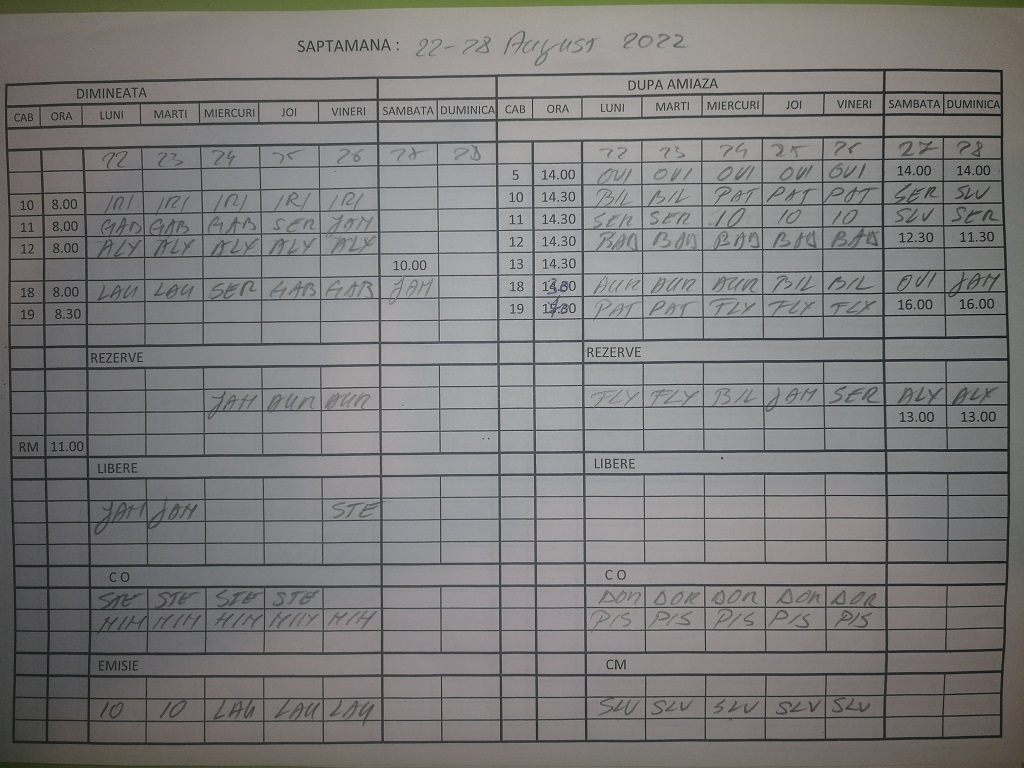 SAPTAMANA : 22-28 August 2022
DIMINEATA DUPA AMIAZA
CAB ORA LUNI MARTI MIERCURI JOI VINERI SAMBATA DUMINICA CAB ORA LUNI MARTI MIERCURI JOI VINERI SAMBATA DUMINICA
22 23 24 25 26 27 28 22 23 24 25 26 27 28
5 14.00 OVI OVI OVI OVI OVI 14.00 14.00
10 8.00 IRI IRI IRI IRI IRI 10 14.30 BIL BIL PAT PAT PAT SER SLV
11 8.00 GAB GAB GAB SER JAM 11 14.30 SER SER 10 10 10 SLV SER
12 8.00 ALY ALY ALY ALY ALY 12 14.30 BAD BAD BAD BAD BAD 12.30 11.30
10.00 13 14.30
18 8.00 LAU LAU SER GAB GAB JAM 18 AUR AUR AUR BIL BIL OVI JAM
19 8.30 19 PAT PAT FLY FLY FLY 16.00 16.00
REZERVE REZERVE
JAM AUR AUR FLY FLY BIL JAM SER ALY ALY
13.00 13.00
RM 11.00
LIBERE LIBERE
JAM JAM STE
C O C O
STE STE STE STE DOR DOR DOR DOR DOR
MIH MIH MIH MIH MIH PIS PIS PIS PIS PIS
EMISIE CM
10 10 LAU LAU LAU SLV SLV SLV SLV SLV